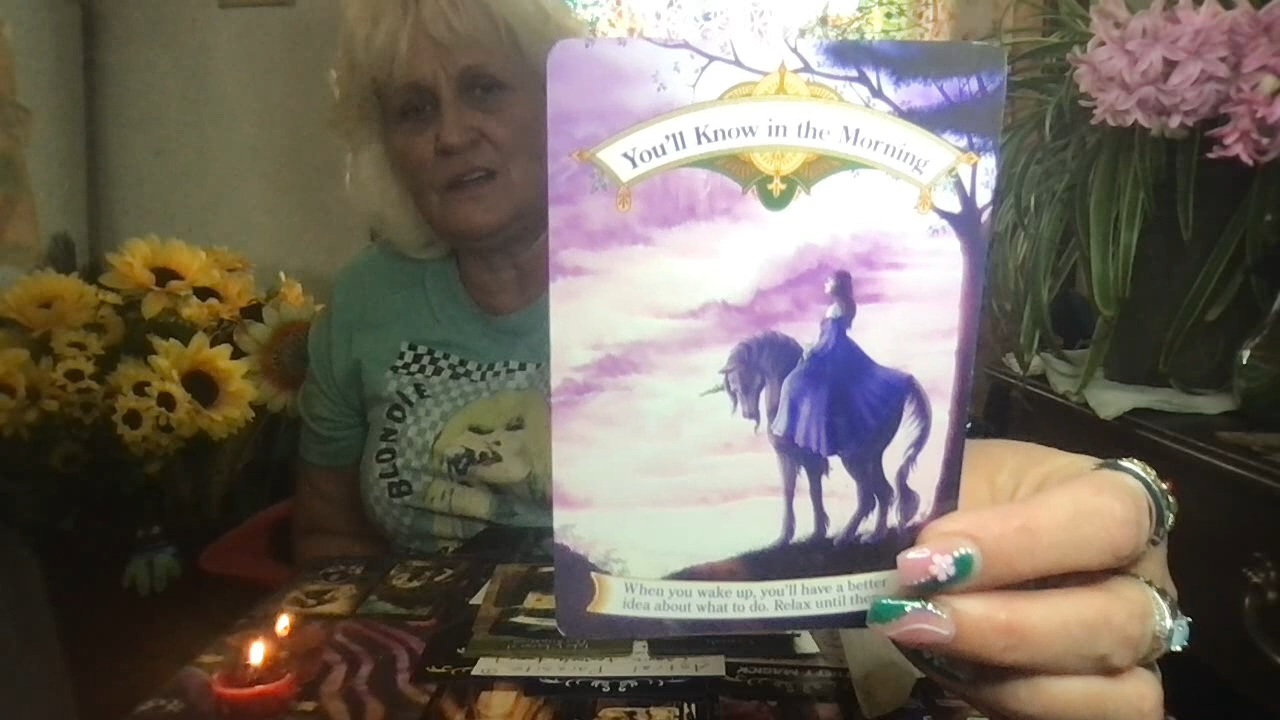 You'll Know in the Morning
BLONDIE
When you wake up, you'll have a better
idea about what to do. Relax until